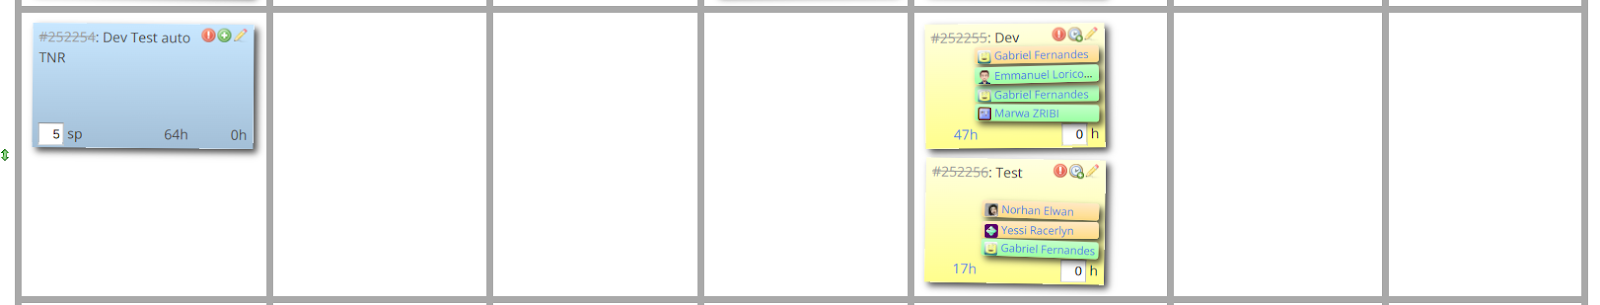 #252254: Dev Test auto
TNR
5 sp 64h 0h
#252255: Dev
Gabriel Fernandes
Emmanuel Lorico...
Gabriel Fernandes
Marwa ZRIBI
47h 0 h
#252256: Test
Norhan Elwan
Yessi Racerlyn
Gabriel Fernandes
17h 0 h